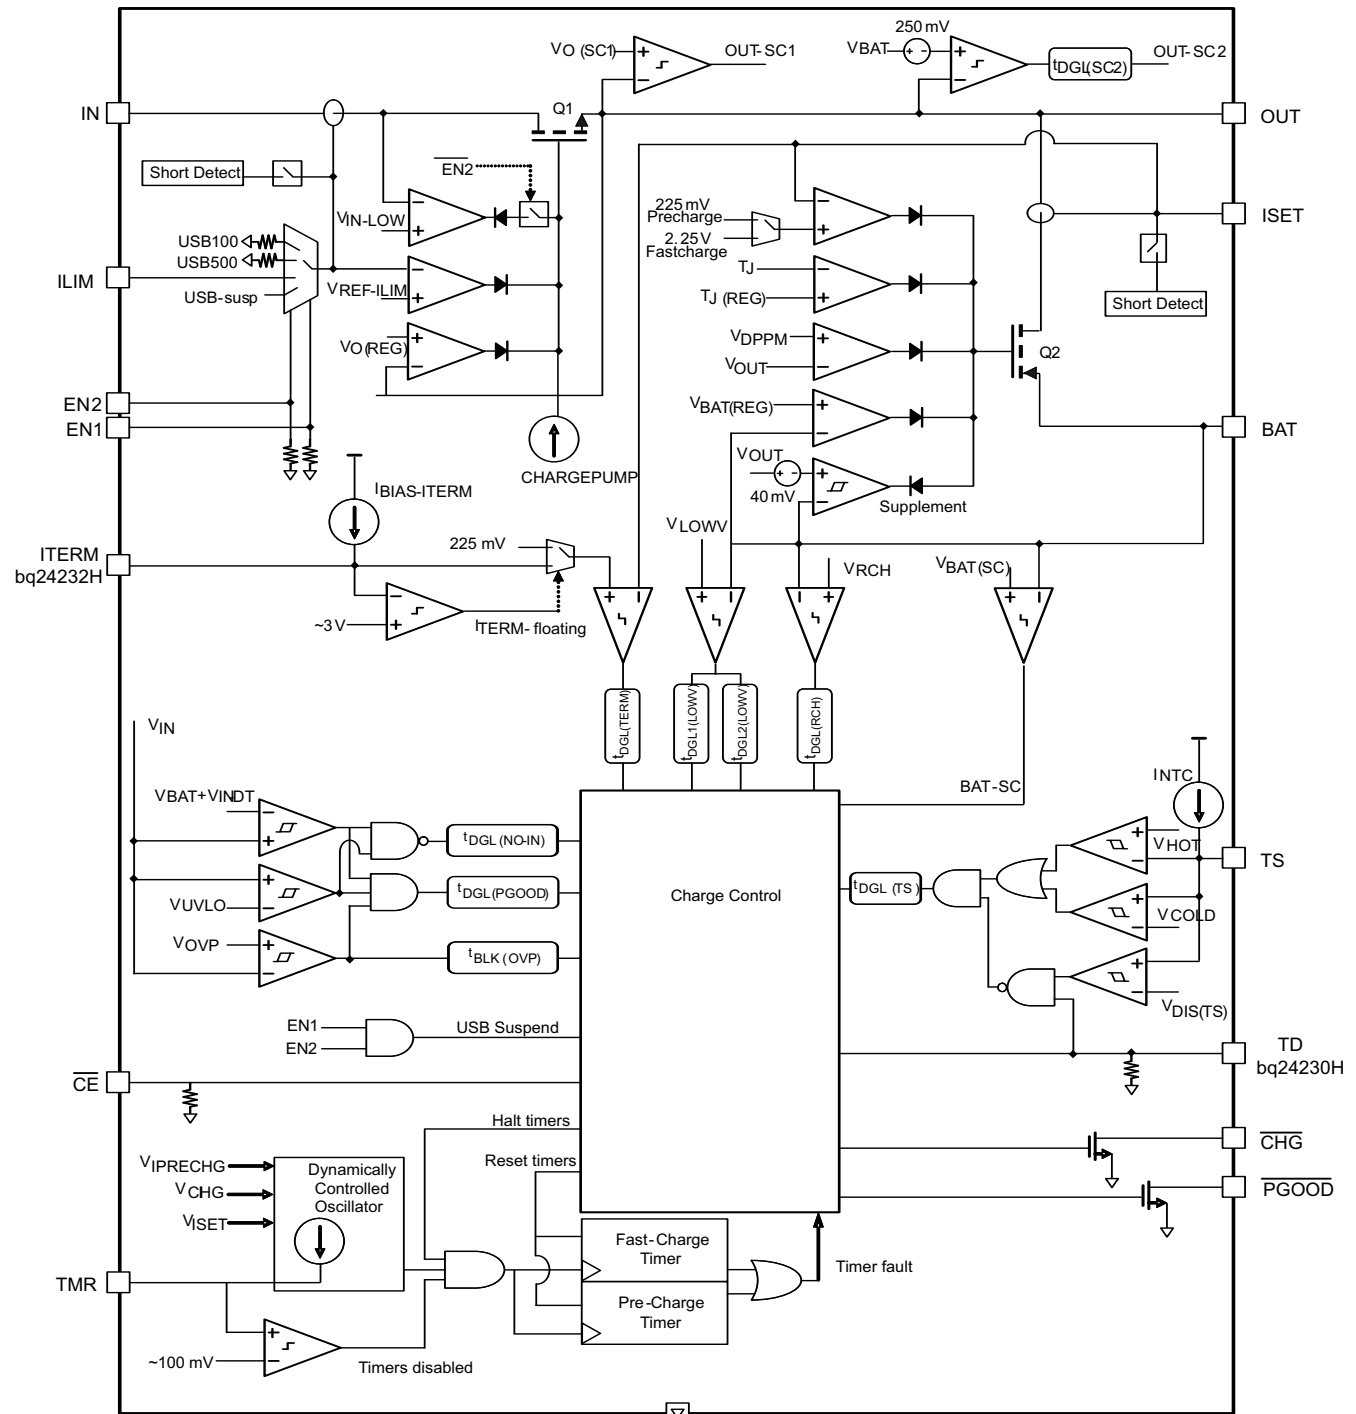 250 mV
VO (SC1)
OUT-SC1
VBAT
tDGL(SC2)
OUT-SC2
IN
Q1
OUT
Short Detect
EN2
VIN-LOW
225 mV
Precharge
2.25V
Fastcharge
ISET
USB100
USB500
ILIM
USB-susp
VREF-ILIM
TJ
TJ (REG)
Short Detect
VO(REG)
VDPPM
VOUT
Q2
EN2
EN1
VBAT(REG)
BAT
CHARGEPUMP
VOUT
40mV
Supplement
IBIAS-ITERM
VLOWV
ITERM
bq24232H
225 mV
VRCH
VBAT(SC)
~3V
ITERM- floating
tDGL(TERM)
tDGL1(LOWV)
tDGL2(LOWV)
tDGL(RCH)
VIN
BAT-SC
INTC
VBAT+VINDT
tDGL(NO-IN)
VHOT
TS
VUVLO
tDGL(PGOOD)
Charge Control
tDGL (TS)
VCOLD
VOVP
tBLK(OVP)
VDIS(TS)
EN1
EN2
USB Suspend
TD
bq24230H
CE
Halt timers
CHG
Reset timers
VIPRECHG
VCHG
VISET
Dynamically
Controlled
Oscillator
PGOOD
TMR
Fast-Charge
Timer
Timer fault
Pre-Charge
Timer
~100 mV
Timers disabled